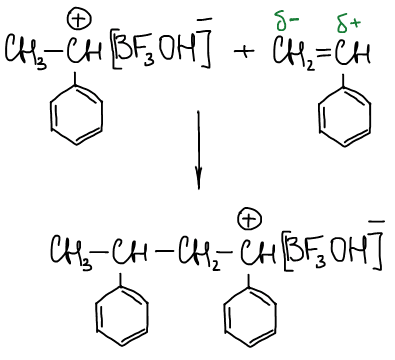 δ- δ+
CH₃-CH⊕ [BF₃OH]⁻ + CH₂=CH
CH₃-CH-CH₂-CH⊕ [BF₃OH]⁻